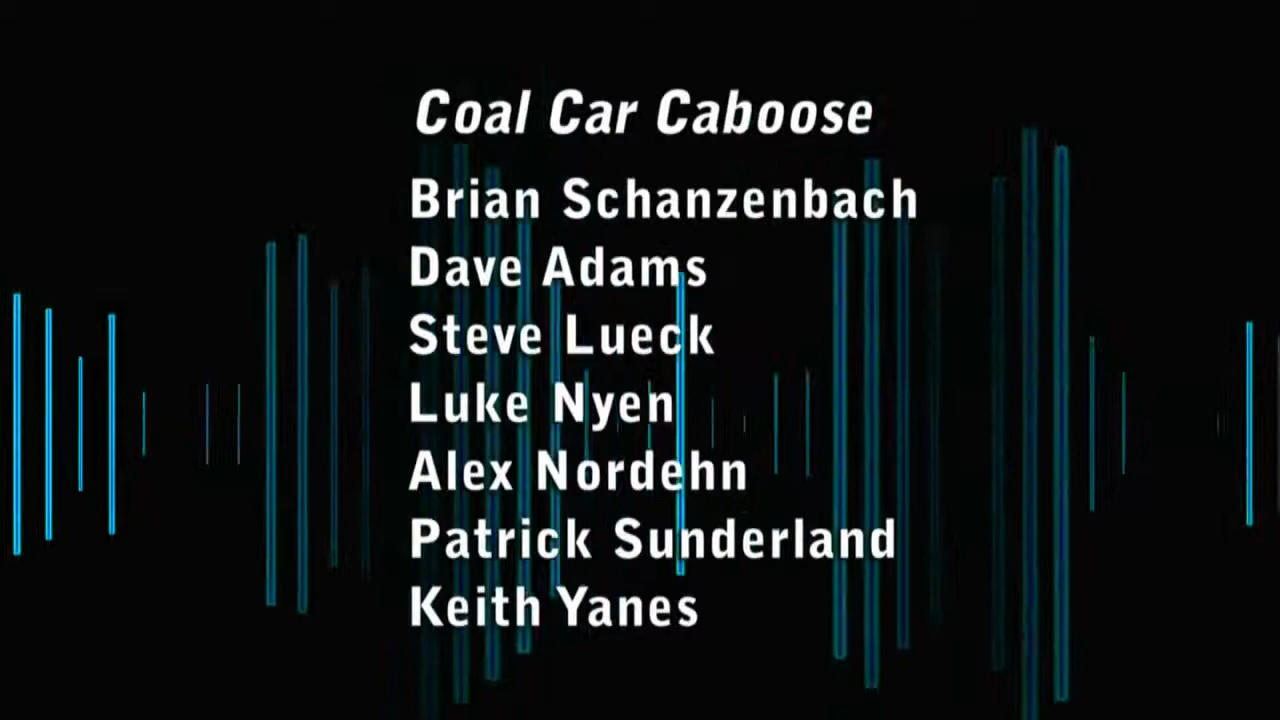 Coal Car Caboose
Brian Schanzenbach
Dave Adams
Steve Lueck
Luke Nyen
Alex Nordehn
Patrick Sunderland
Keith Yanes